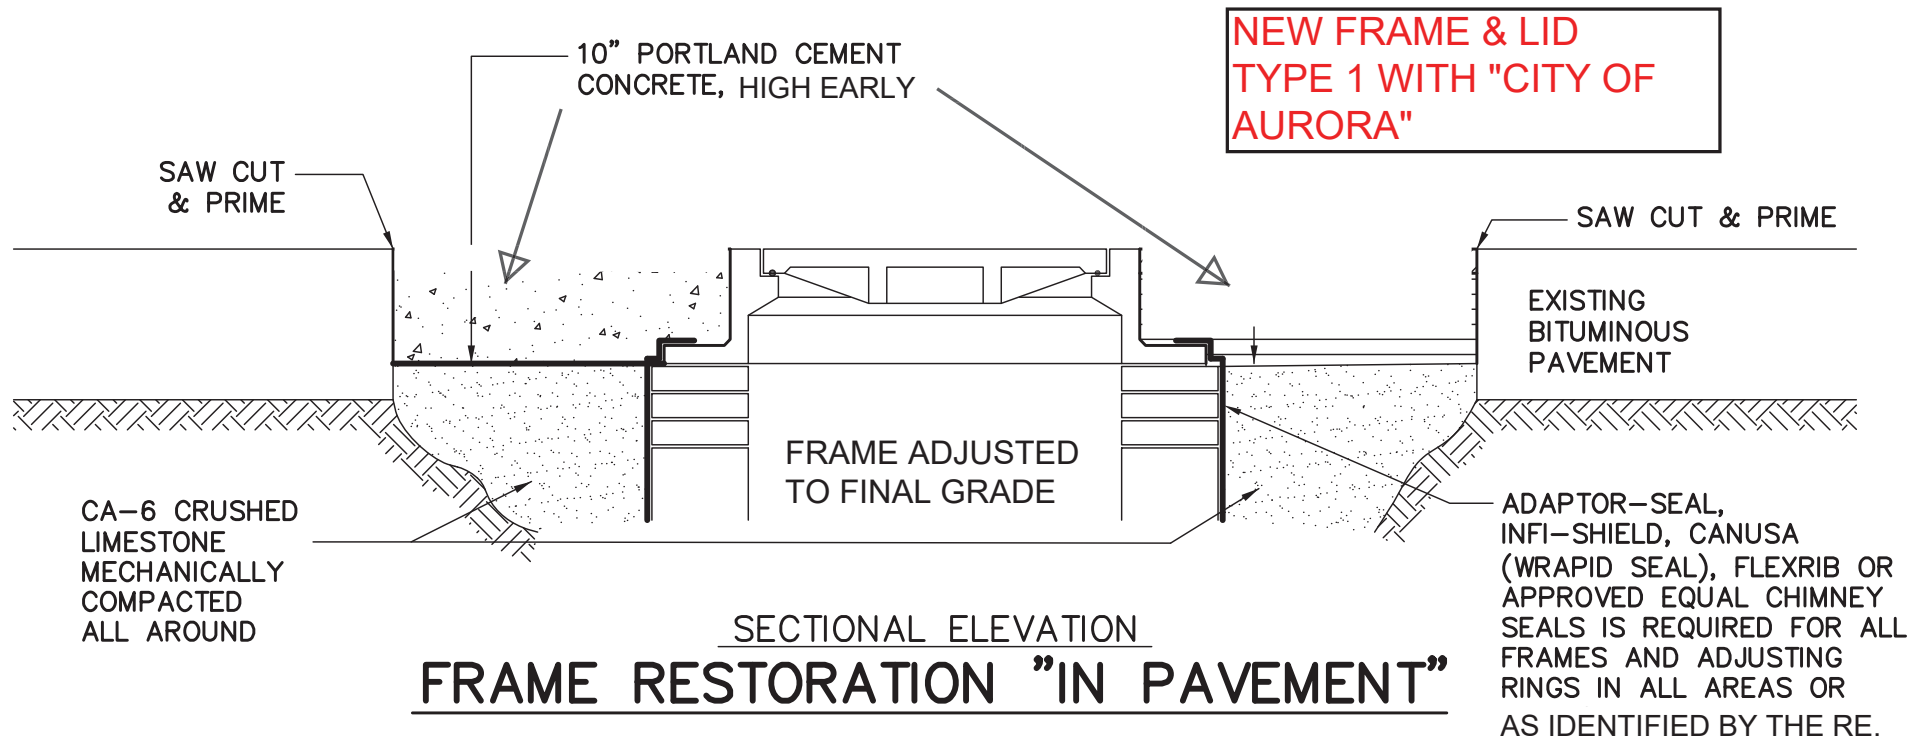 NEW FRAME & LID
TYPE 1 WITH "CITY OF
AURORA"
10" PORTLAND CEMENT
CONCRETE, HIGH EARLY
SAW CUT
& PRIME
SAW CUT & PRIME
EXISTING
BITUMINOUS
PAVEMENT
FRAME ADJUSTED
TO FINAL GRADE
CA-6 CRUSHED
LIMESTONE
MECHANICALLY
COMPACTED
ALL AROUND
ADAPTOR-SEAL,
INFI-SHIELD, CANUSA
(WRAPID SEAL), FLEXRIB OR
APPROVED EQUAL CHIMNEY
SEALS IS REQUIRED FOR ALL
FRAMES AND ADJUSTING
RINGS IN ALL AREAS OR
AS IDENTIFIED BY THE RE.
SECTIONAL ELEVATION
FRAME RESTORATION "IN PAVEMENT"